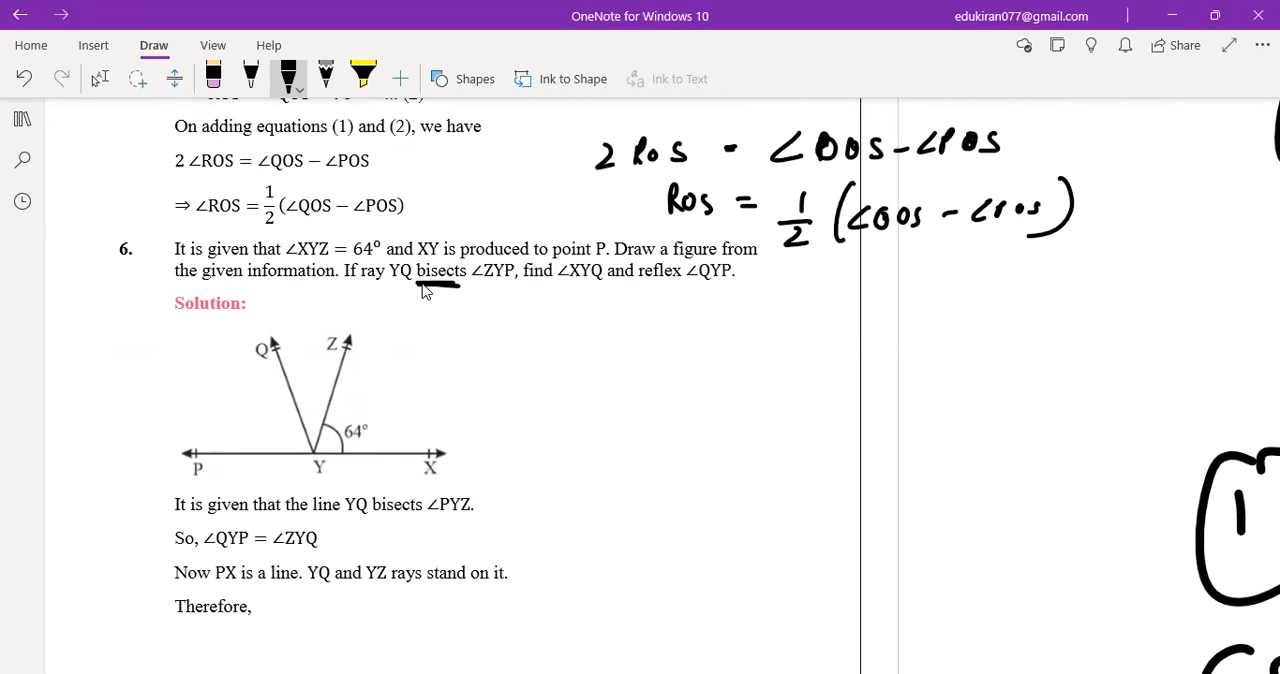 OneNote for Windows 10
edukiran077@gmail.com
Home Insert Draw View Help
Share
Shapes
Ink to Shape
Ink to Text
On adding equations (1) and (2), we have
2 ∠ROS = ∠QOS − ∠POS
⇒ ∠ROS = 1/2 (∠QOS − ∠POS)
2 ROS = ∠QOS - ∠POS
ROS = 1/2 (∠QOS - ∠POS)
6. It is given that ∠XYZ = 64° and XY is produced to point P. Draw a figure from
the given information. If ray YQ bisects ∠ZYP, find ∠XYQ and reflex ∠QYP.
Solution:
Q Z
64°
P Y X
It is given that the line YQ bisects ∠PYZ.
So, ∠QYP = ∠ZYQ
Now PX is a line. YQ and YZ rays stand on it.
Therefore,